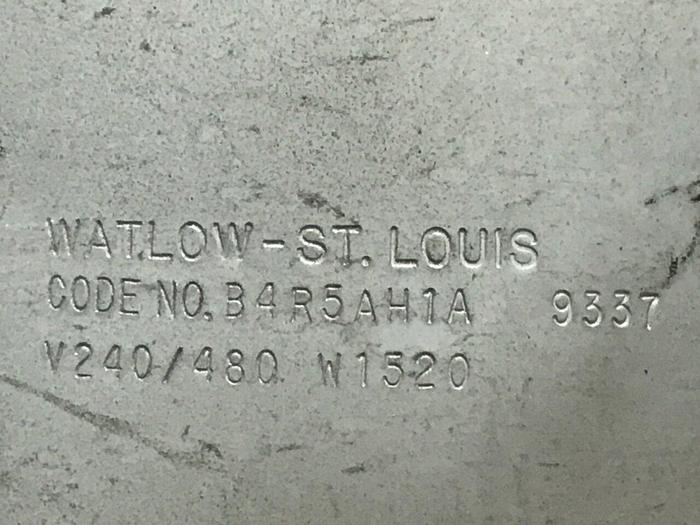 WATLOW-ST. LOUIS
CODE NO. B4R5AH1A 9337
V240/480 W1520